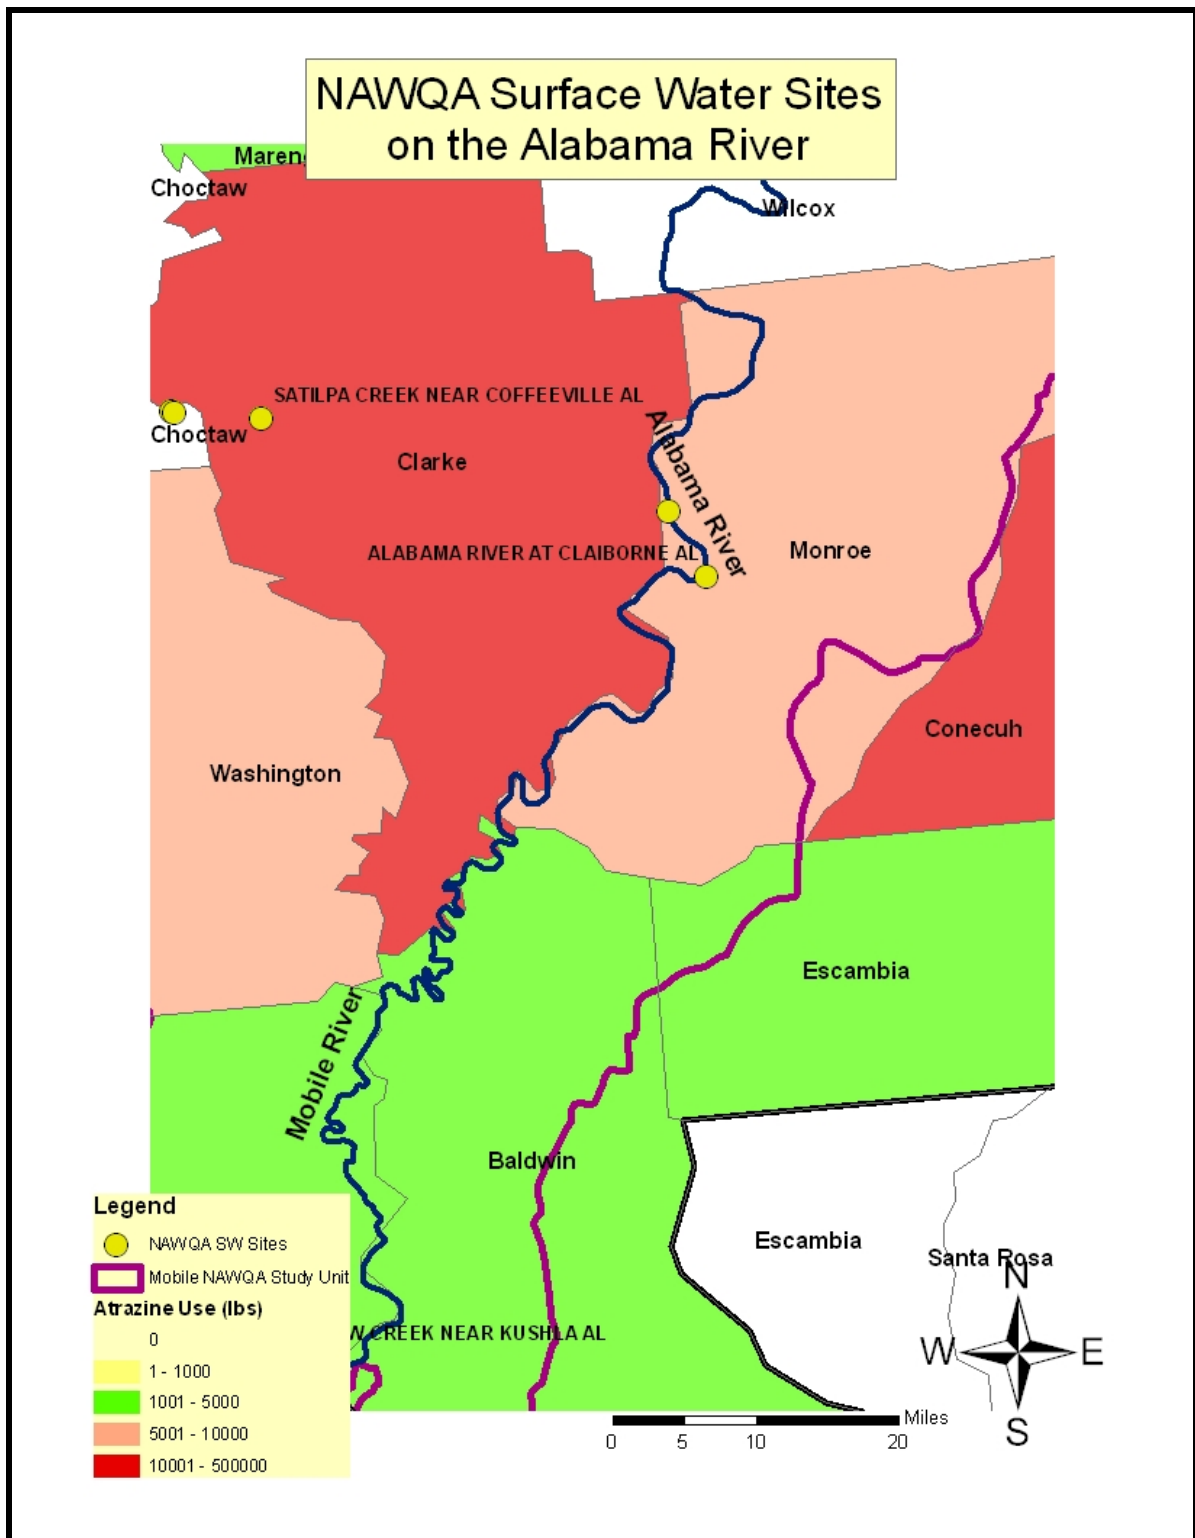 NAWQA Surface Water Sites
on the Alabama River
Choctaw
Wilcox
SATILPA CREEK NEAR COFFEEVILLE AL
Choctaw
Clarke
Alabama River
ALABAMA RIVER AT CLAIBORNE AL
Monroe
Conecuh
Washington
Escambia
Mobile River
Baldwin
Escambia
Santa Rosa
CREEK NEAR KUSHLA AL
Legend
NAWQA SW Sites
Mobile NAWQA Study Unit
Atrazine Use (lbs)
0
1 - 1000
1001 - 5000
5001 - 10000
10001 - 500000
N
W
E
S
Miles
0 5 10 20